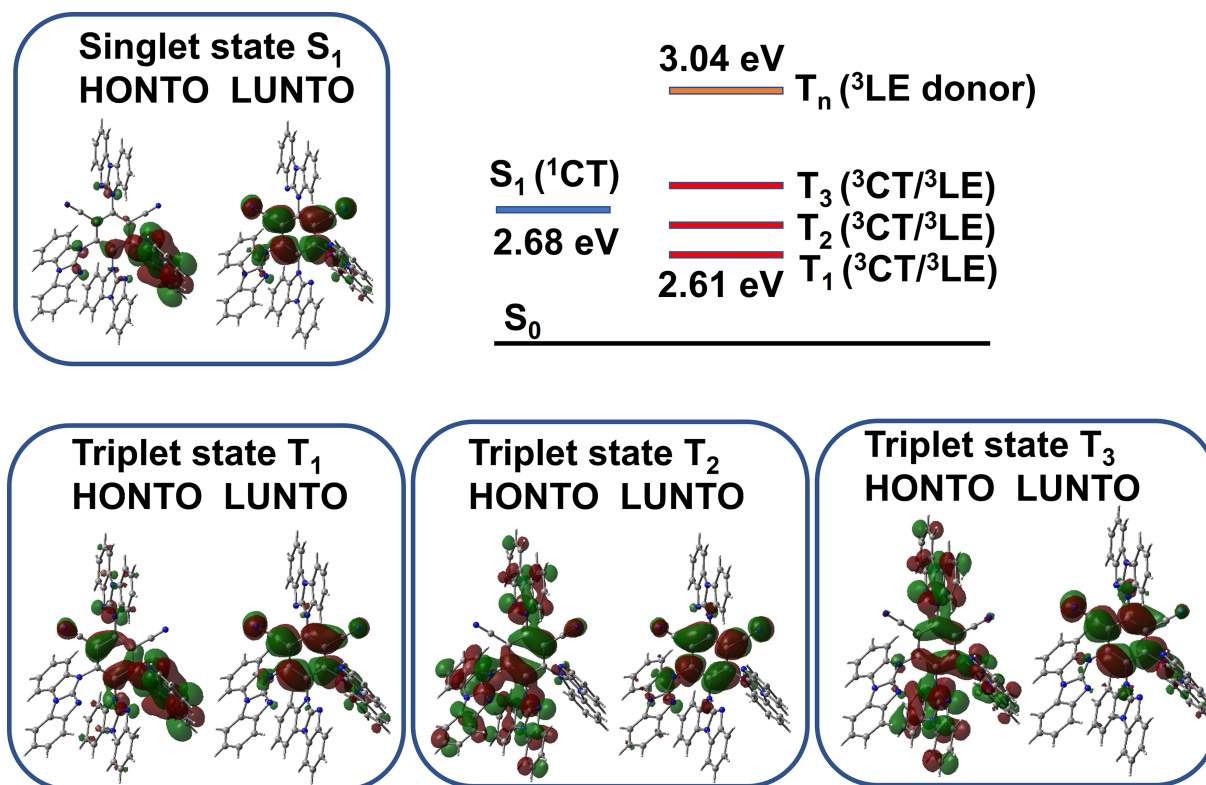 Singlet state S₁
HONTO LUNTO
3.04 eV
Tₙ (³LE donor)
S₁ (¹CT)
2.68 eV
T₃ (³CT/³LE)
T₂ (³CT/³LE)
T₁ (³CT/³LE)
2.61 eV
S₀
Triplet state T₁
HONTO LUNTO
Triplet state T₂
HONTO LUNTO
Triplet state T₃
HONTO LUNTO